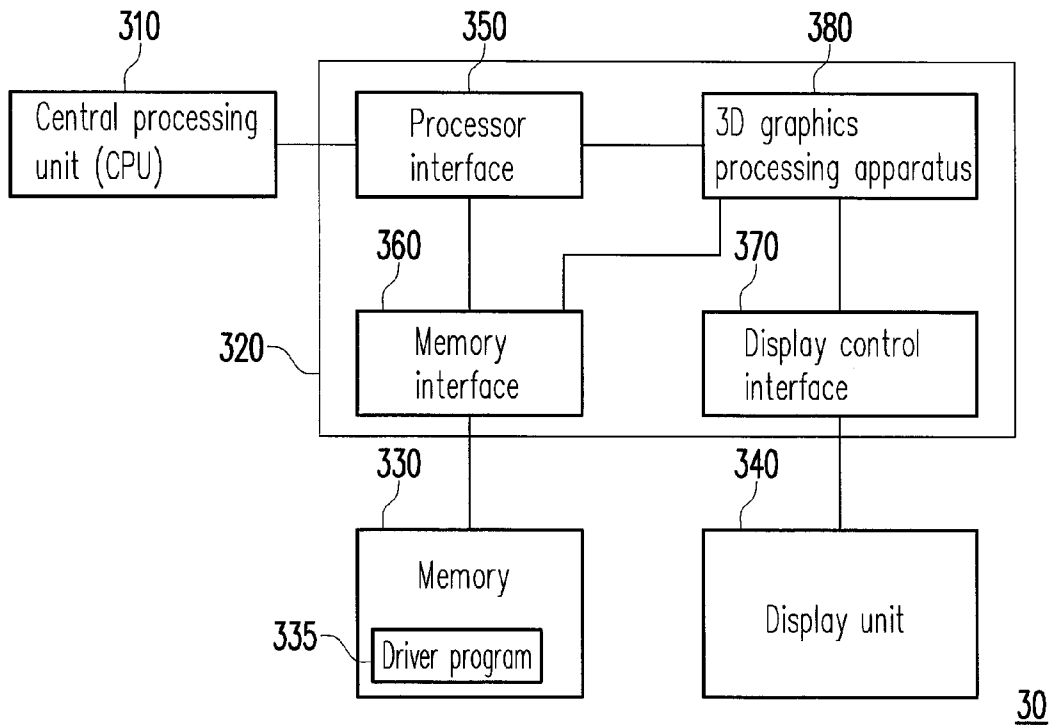 310
350
380
Central processing
unit (CPU)
Processor
interface
3D graphics
processing apparatus
360
370
320
Memory
interface
Display control
interface
330
340
Memory
335
Driver program
Display unit
30